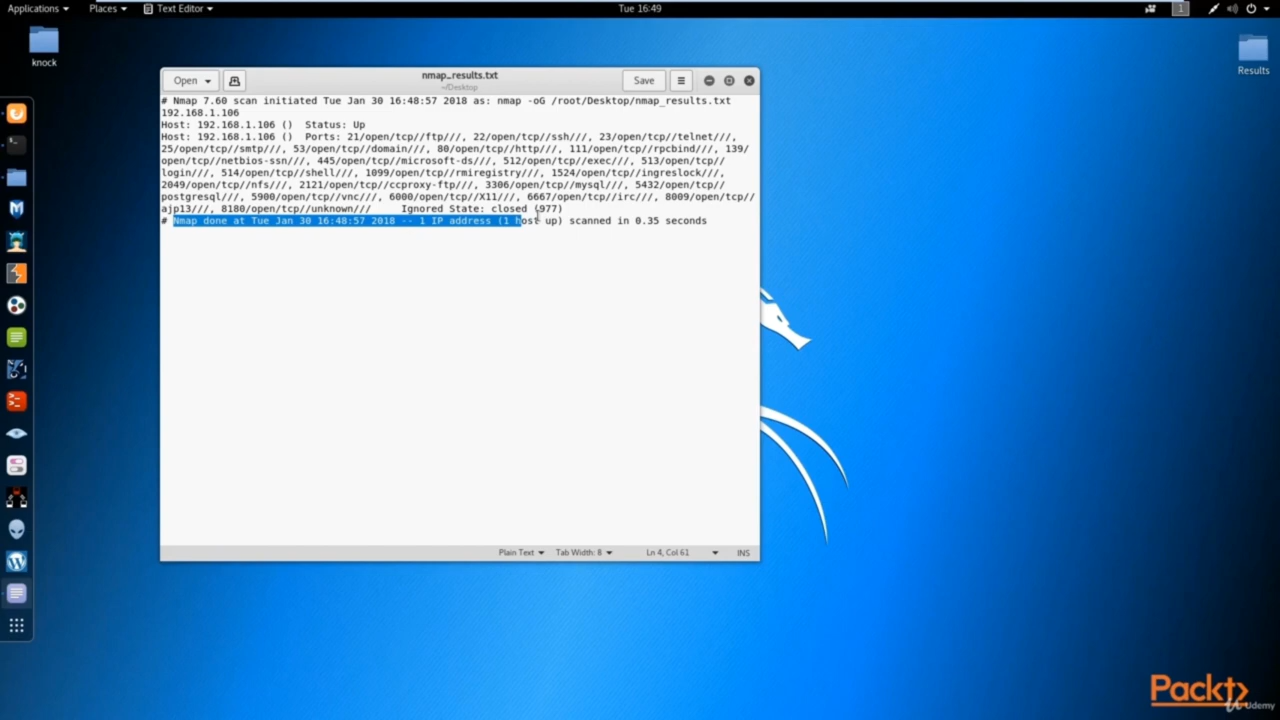 Applications
Places
Text Editor
Tue 16:49
1
knock
Results
Open
nmap_results.txt
~/Desktop
Save
# Nmap 7.60 scan initiated Tue Jan 30 16:48:57 2018 as: nmap -oG /root/Desktop/nmap_results.txt
192.168.1.106
Host: 192.168.1.106 ()  Status: Up
Host: 192.168.1.106 ()  Ports: 21/open/tcp//ftp///, 22/open/tcp//ssh///, 23/open/tcp//telnet///,
25/open/tcp//smtp///, 53/open/tcp//domain///, 80/open/tcp//http///, 111/open/tcp//rpcbind///, 139/
open/tcp//netbios-ssn///, 445/open/tcp//microsoft-ds///, 512/open/tcp//exec///, 513/open/tcp//
login///, 514/open/tcp//shell///, 1099/open/tcp//rmiregistry///, 1524/open/tcp//ingreslock///,
2049/open/tcp//nfs///, 2121/open/tcp//ccproxy-ftp///, 3306/open/tcp//mysql///, 5432/open/tcp//
postgresql///, 5900/open/tcp//vnc///, 6000/open/tcp//X11///, 6667/open/tcp//irc///, 8009/open/tcp//
ajp13///, 8180/open/tcp//unknown///     Ignored State: closed (977)
# Nmap done at Tue Jan 30 16:48:57 2018 -- 1 IP address (1 host up) scanned in 0.35 seconds
Plain Text
Tab Width: 8
Ln 4, Col 61
INS
Packt>
Udemy